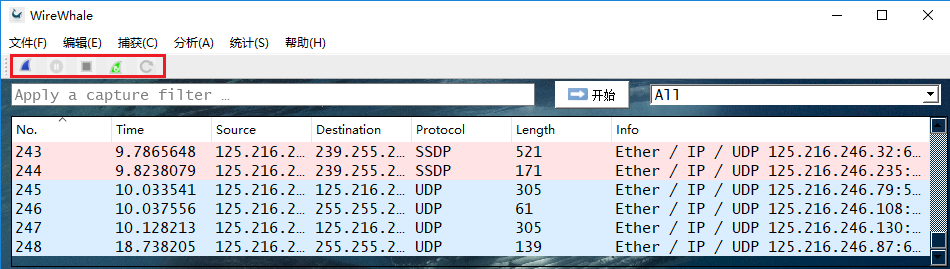 WireWhale
文件(F) 编辑(E) 捕获(C) 分析(A) 统计(S) 帮助(H)
Apply a capture filter … 开始 All
No. Time Source Destination Protocol Length Info
243 9.7865648 125.216.2… 239.255.2… SSDP 521 Ether / IP / UDP 125.216.246.32:6…
244 9.8238079 125.216.2… 239.255.2… SSDP 171 Ether / IP / UDP 125.216.246.235:…
245 10.033541 125.216.2… 125.216.2… UDP 305 Ether / IP / UDP 125.216.246.79:5…
246 10.037556 125.216.2… 255.255.2… UDP 61 Ether / IP / UDP 125.216.246.108:…
247 10.128213 125.216.2… 125.216.2… UDP 305 Ether / IP / UDP 125.216.246.130:…
248 18.738205 125.216.2… 255.255.2… UDP 139 Ether / IP / UDP 125.216.246.87:6…